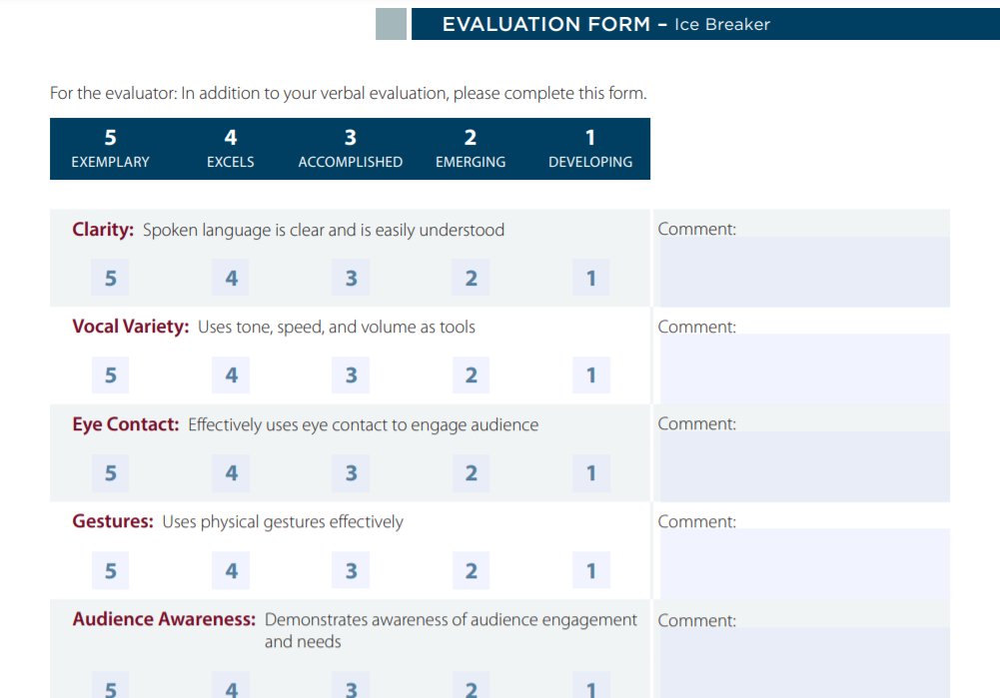 EVALUATION FORM – Ice Breaker
For the evaluator: In addition to your verbal evaluation, please complete this form.
5 4 3 2 1
EXEMPLARY EXCELS ACCOMPLISHED EMERGING DEVELOPING
Clarity: Spoken language is clear and is easily understood
Comment:
5 4 3 2 1
Vocal Variety: Uses tone, speed, and volume as tools
Comment:
5 4 3 2 1
Eye Contact: Effectively uses eye contact to engage audience
Comment:
5 4 3 2 1
Gestures: Uses physical gestures effectively
Comment:
5 4 3 2 1
Audience Awareness: Demonstrates awareness of audience engagement
and needs
Comment:
5 4 3 2 1